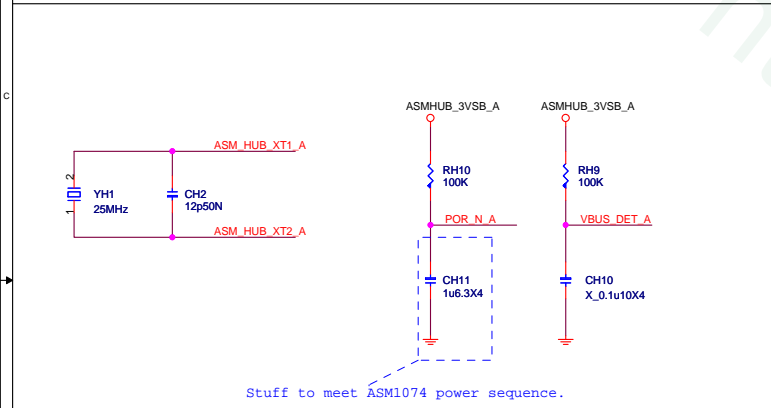 C
ASMHUB_3VSB_A
ASMHUB_3VSB_A
ASM_HUB_XT1_A
2
YH1
25MHz
1
CH2
12p50N
RH10
100K
RH9
100K
POR_N_A
VBUS_DET_A
ASM_HUB_XT2_A
CH11
1u6.3X4
CH10
X_0.1u10X4
Stuff to meet ASM1074 power sequence.